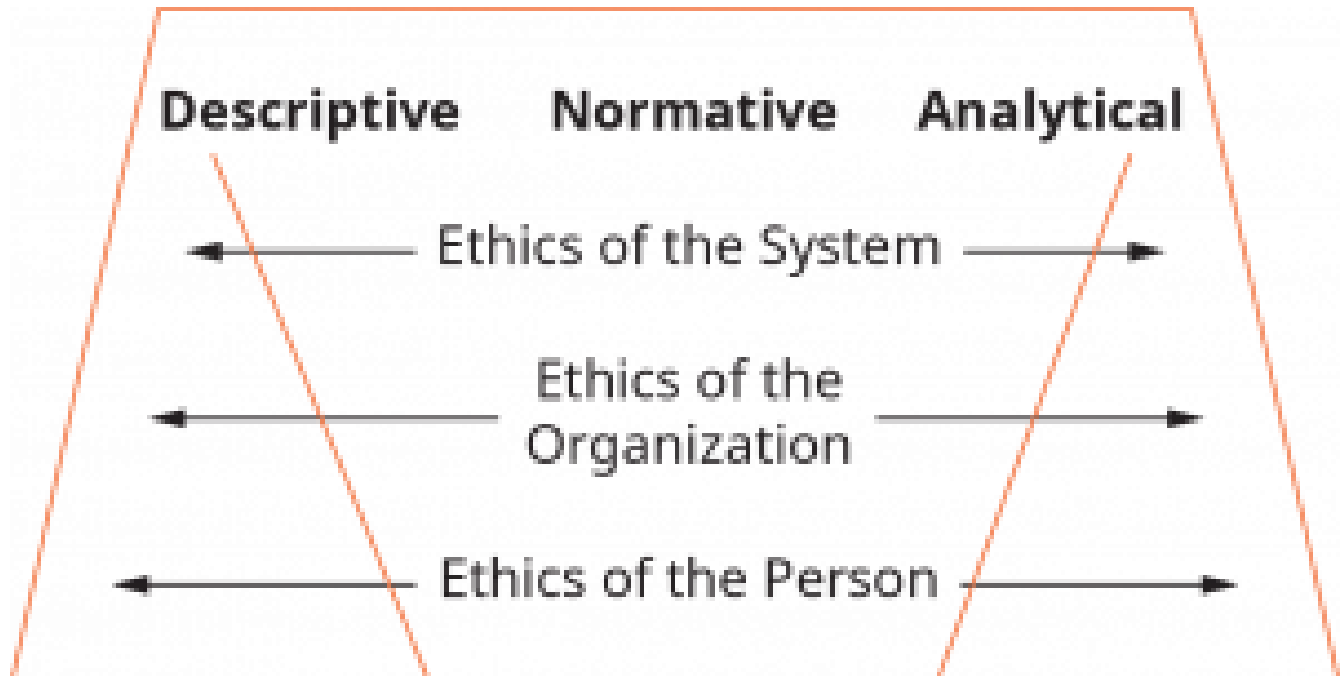 Descriptive Normative Analytical
Ethics of the System
Ethics of the
Organization
Ethics of the Person